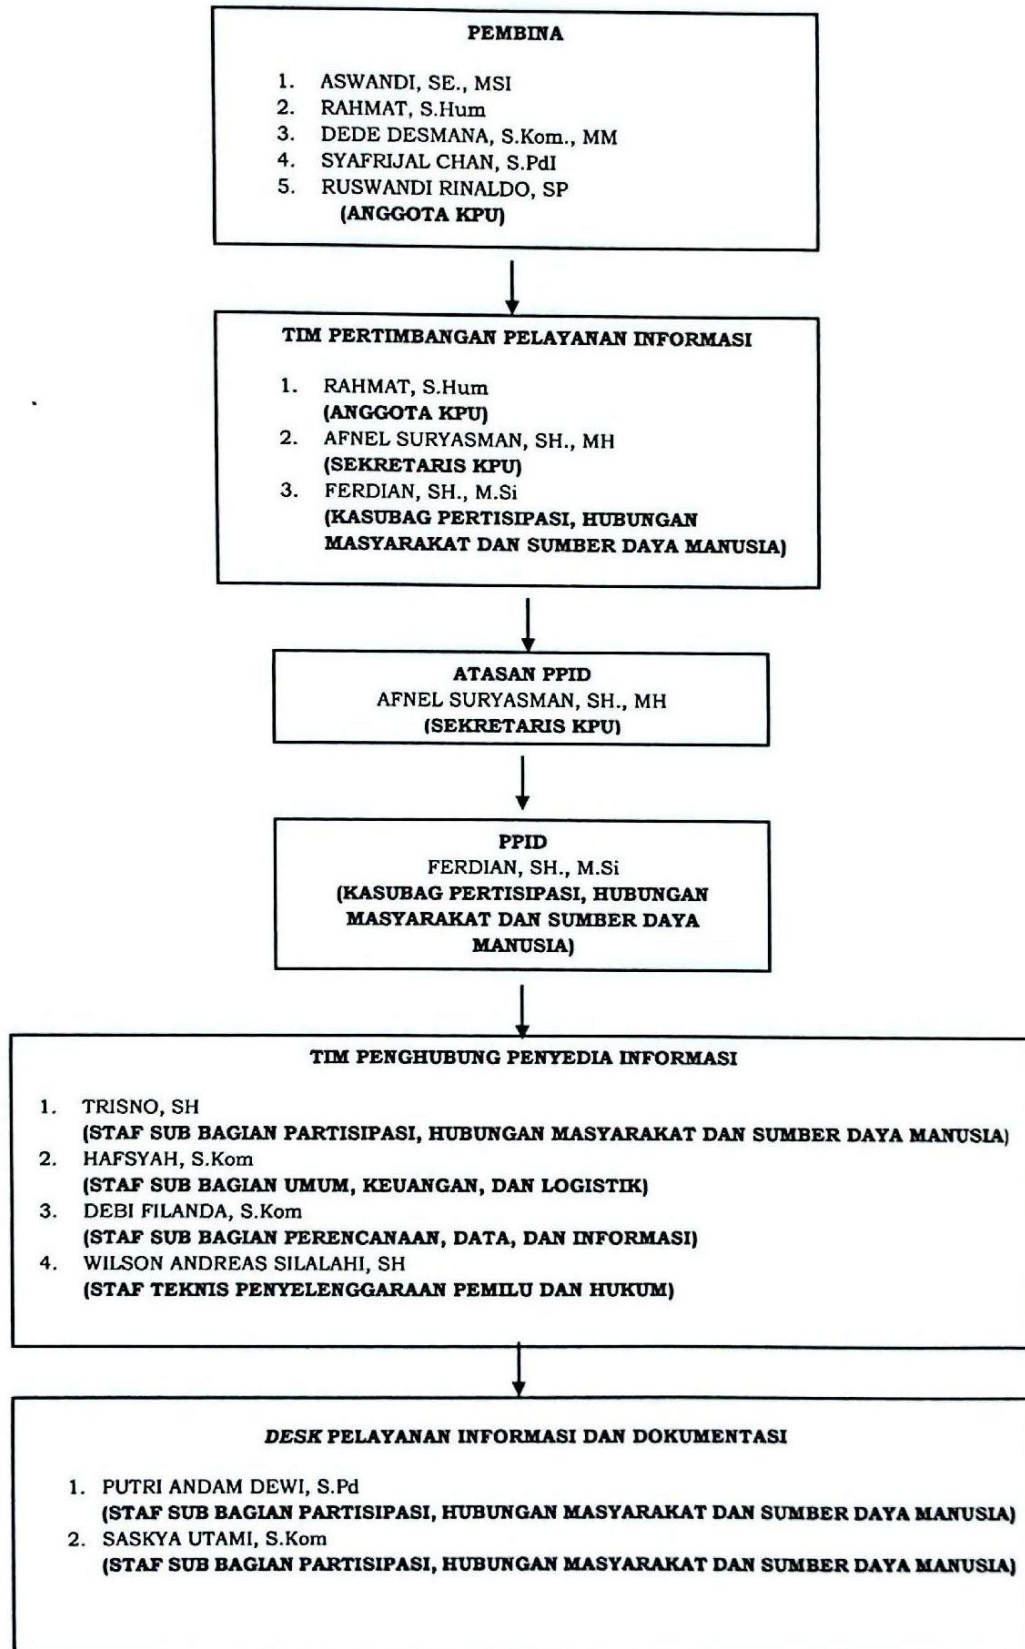 PEMBINA
1. ASWANDI, SE., MSI
2. RAHMAT, S.Hum
3. DEDE DESMANA, S.Kom., MM
4. SYAFRIJAL CHAN, S.PdI
5. RUSWANDI RINALDO, SP
(ANGGOTA KPU)
TIM PERTIMBANGAN PELAYANAN INFORMASI
1. RAHMAT, S.Hum
(ANGGOTA KPU)
2. AFNEL SURYASMAN, SH., MH
(SEKRETARIS KPU)
3. FERDIAN, SH., M.Si
(KASUBAG PERTISIPASI, HUBUNGAN
MASYARAKAT DAN SUMBER DAYA MANUSIA)
ATASAN PPID
AFNEL SURYASMAN, SH., MH
(SEKRETARIS KPU)
PPID
FERDIAN, SH., M.Si
(KASUBAG PERTISIPASI, HUBUNGAN
MASYARAKAT DAN SUMBER DAYA
MANUSIA)
TIM PENGHUBUNG PENYEDIA INFORMASI
1. TRISNO, SH
(STAF SUB BAGIAN PARTISIPASI, HUBUNGAN MASYARAKAT DAN SUMBER DAYA MANUSIA)
2. HAFSYAH, S.Kom
(STAF SUB BAGIAN UMUM, KEUANGAN, DAN LOGISTIK)
3. DEBI FILANDA, S.Kom
(STAF SUB BAGIAN PERENCANAAN, DATA, DAN INFORMASI)
4. WILSON ANDREAS SILALAHI, SH
(STAF TEKNIS PENYELENGGARAAN PEMILU DAN HUKUM)
DESK PELAYANAN INFORMASI DAN DOKUMENTASI
1. PUTRI ANDAM DEWI, S.Pd
(STAF SUB BAGIAN PARTISIPASI, HUBUNGAN MASYARAKAT DAN SUMBER DAYA MANUSIA)
2. SASKYA UTAMI, S.Kom
(STAF SUB BAGIAN PARTISIPASI, HUBUNGAN MASYARAKAT DAN SUMBER DAYA MANUSIA)